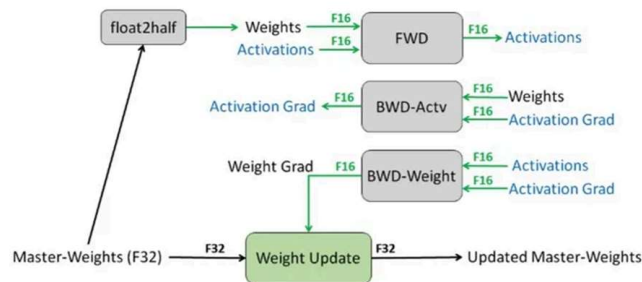 float2half
Weights
F16
Activations
F16
FWD
F16
Activations
Activation Grad
F16
BWD-Actv
F16
Weights
F16
Activation Grad
Weight Grad
F16
BWD-Weight
F16
Activations
F16
Activation Grad
Master-Weights (F32)
F32
Weight Update
F32
Updated Master-Weights